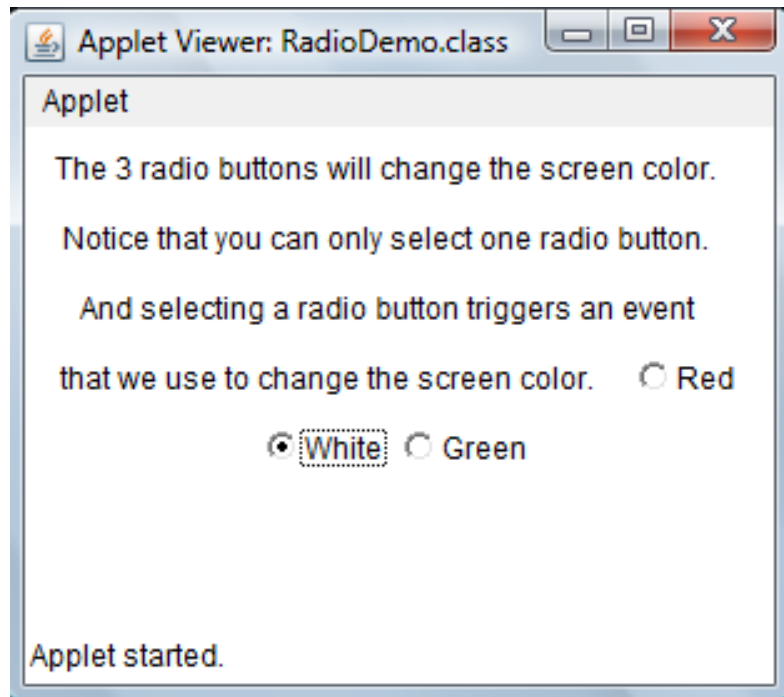 Applet Viewer: RadioDemo.class
Applet
The 3 radio buttons will change the screen color.
Notice that you can only select one radio button.
And selecting a radio button triggers an event
that we use to change the screen color. Red
White Green
Applet started.